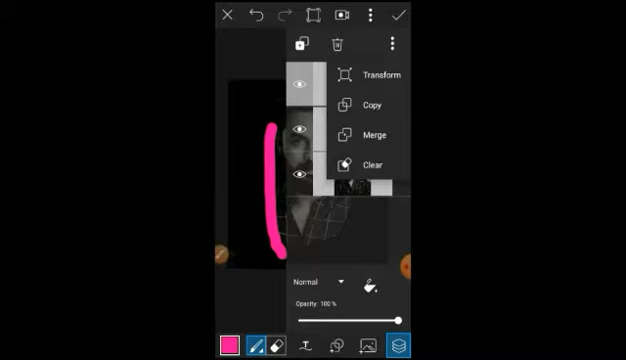 Transform
Copy
Merge
Clear
Normal
Opacity: 100 %